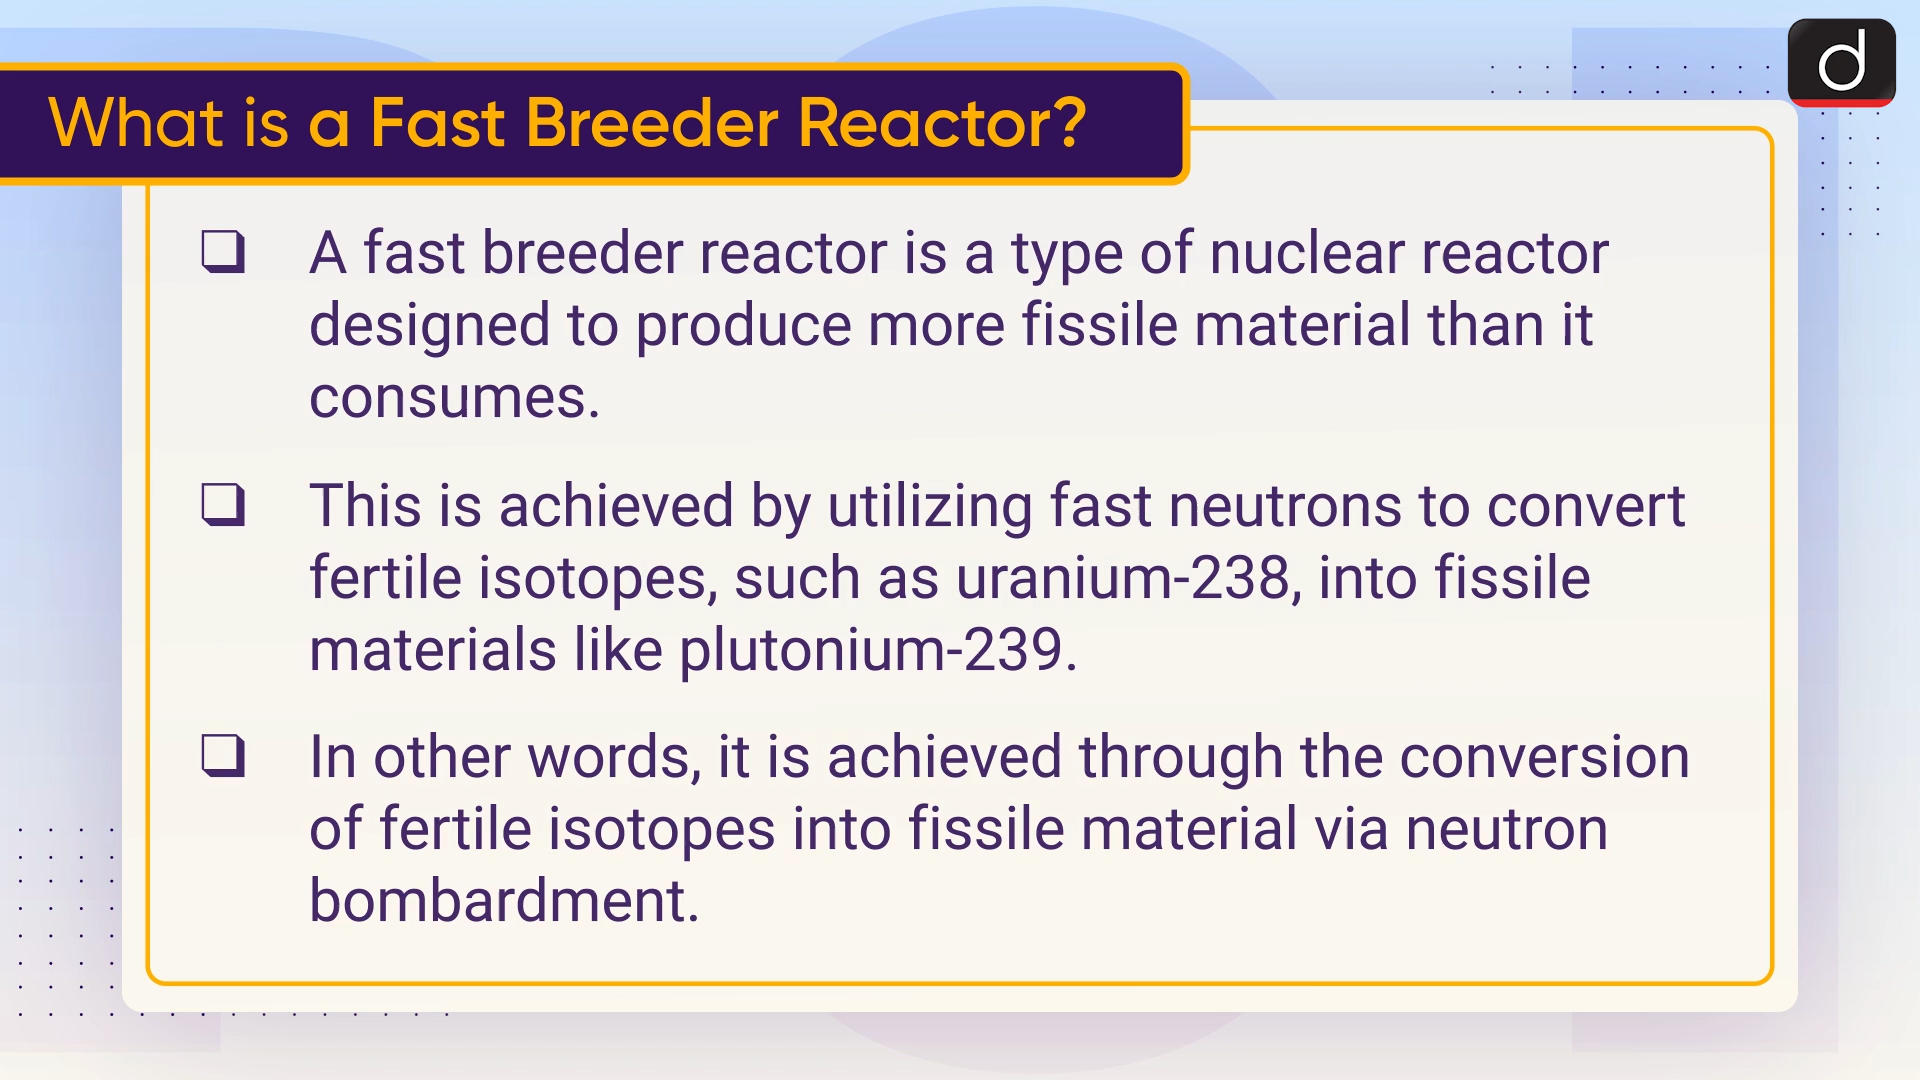 What is a Fast Breeder Reactor?
d
❑ A fast breeder reactor is a type of nuclear reactor
designed to produce more fissile material than it
consumes.
❑ This is achieved by utilizing fast neutrons to convert
fertile isotopes, such as uranium-238, into fissile
materials like plutonium-239.
❑ In other words, it is achieved through the conversion
of fertile isotopes into fissile material via neutron
bombardment.